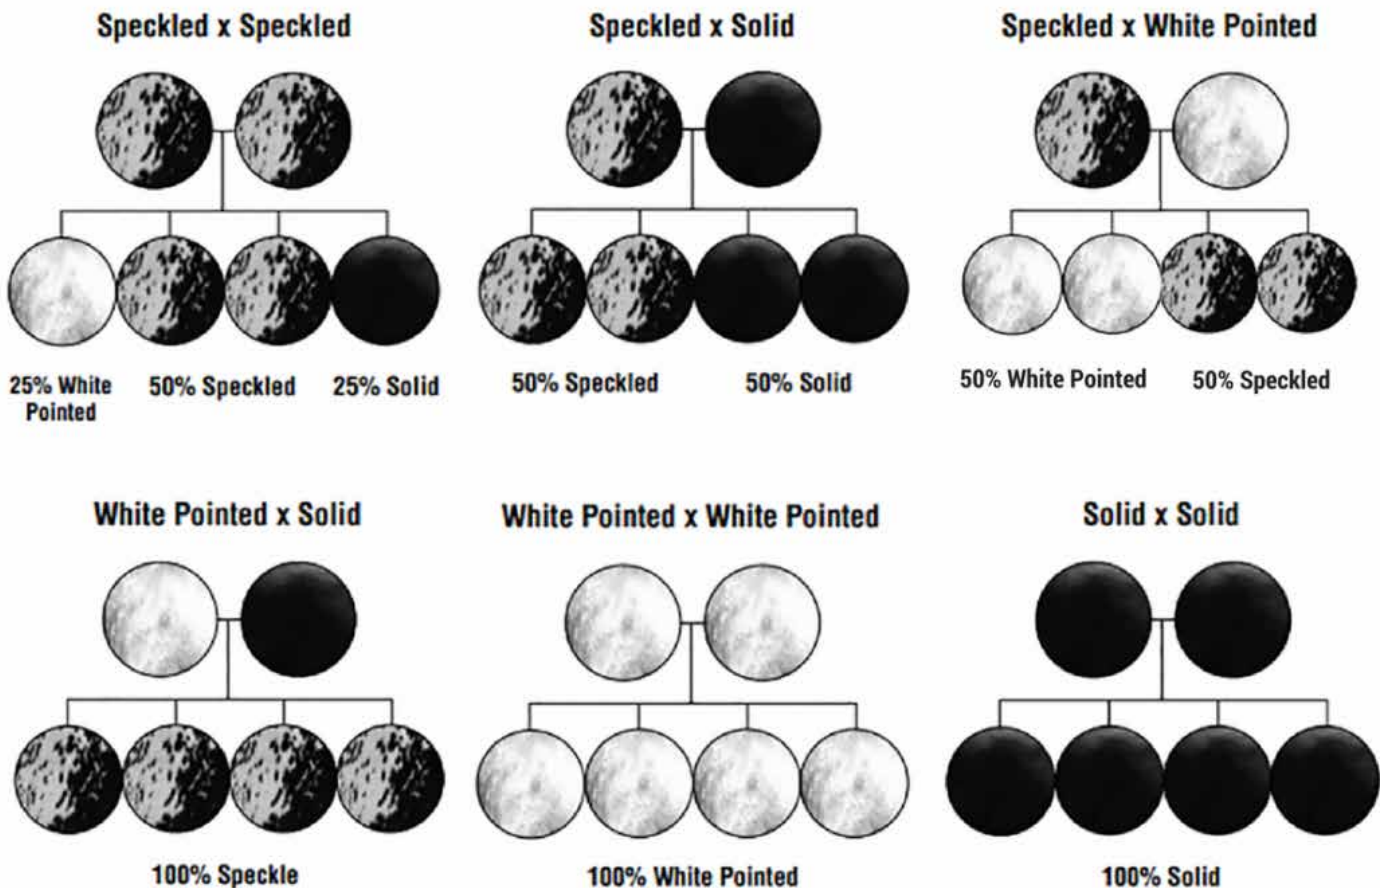 Speckled x Speckled
Speckled x Solid
Speckled x White Pointed
25% White
Pointed
50% Speckled
25% Solid
50% Speckled
50% Solid
50% White Pointed
50% Speckled
White Pointed x Solid
White Pointed x White Pointed
Solid x Solid
100% Speckle
100% White Pointed
100% Solid